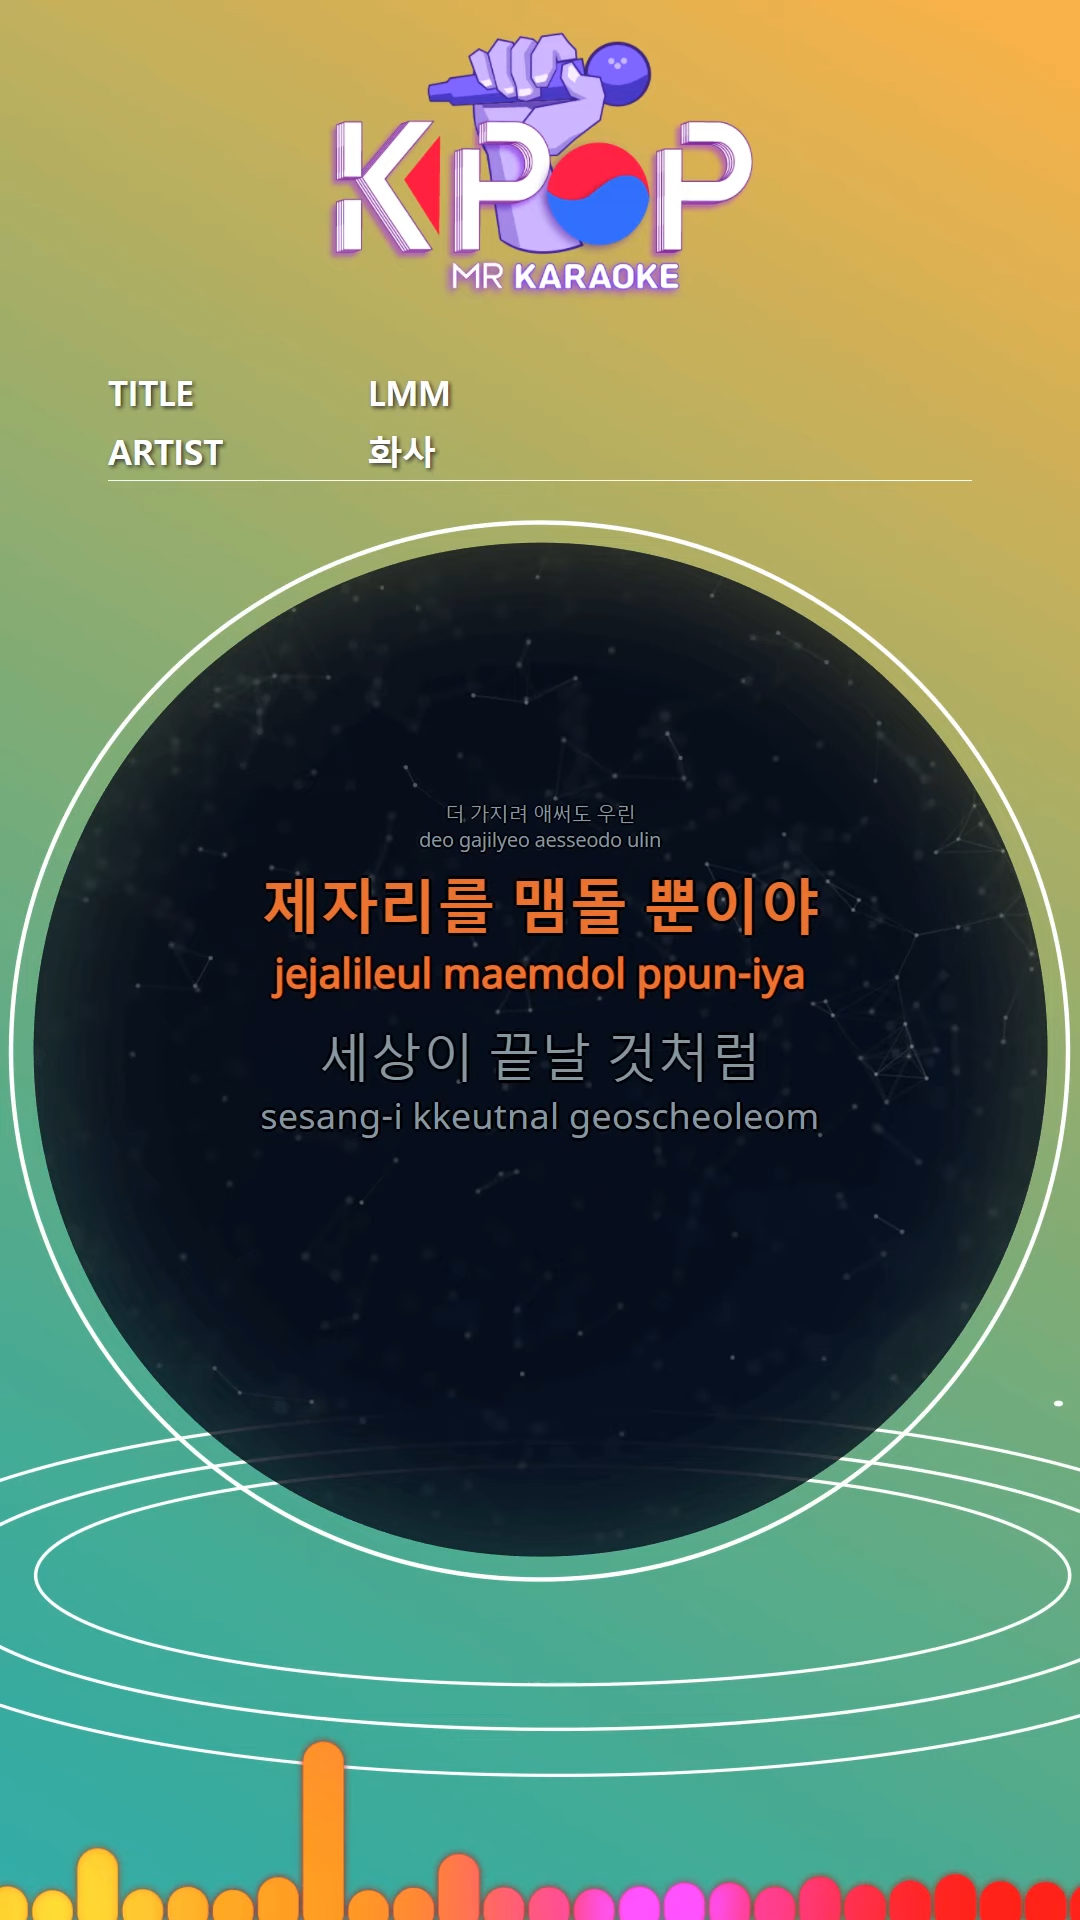 KPOP
MR KARAOKE
TITLE LMM
ARTIST 화사
더 가지려 애써도 우린
deo gajilyeo aesseodo ulin
제자리를 맴돌 뿐이야
jejalileul maemdol ppun-iya
세상이 끝날 것처럼
sesang-i kkeutnal geoscheoleom